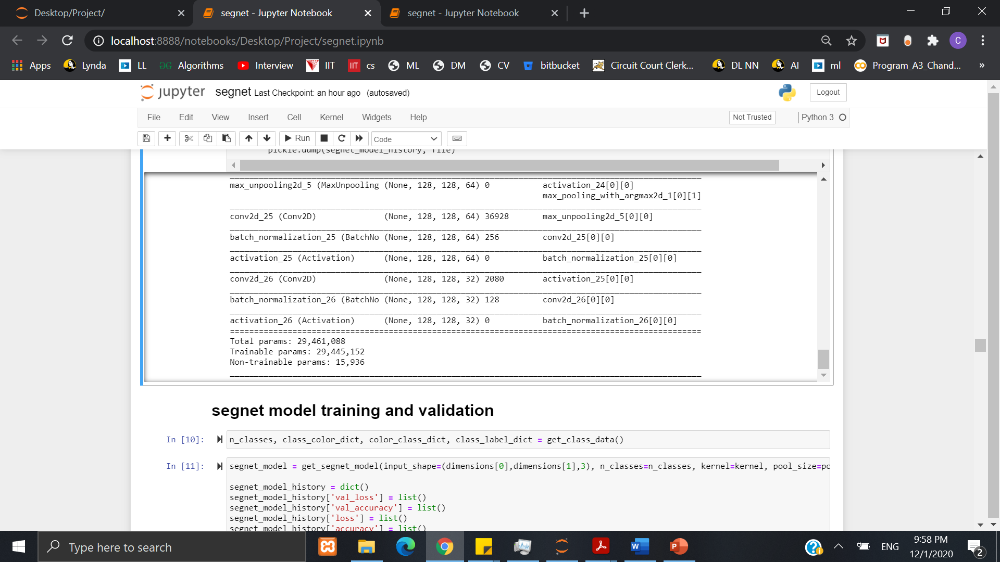 Desktop/Project/
segnet - Jupyter Notebook
segnet - Jupyter Notebook
localhost:8888/notebooks/Desktop/Project/segnet.ipynb
C
Apps Lynda LL Algorithms Interview IIT IIT cs ML DM CV bitbucket Circuit Court Clerk... DL NN AI ml Program_A3_Chand... »
jupyter segnet Last Checkpoint: an hour ago (autosaved)
Logout
File Edit View Insert Cell Kernel Widgets Help
Not Trusted
Python 3
Run
Code
pickle.dump(segnet_model_history, file)
max_unpooling2d_5 (MaxUnpooling (None, 128, 128, 64) 0 activation_24[0][0]
max_pooling_with_argmax2d_1[0][1]
conv2d_25 (Conv2D) (None, 128, 128, 64) 36928 max_unpooling2d_5[0][0]
batch_normalization_25 (BatchNo (None, 128, 128, 64) 256 conv2d_25[0][0]
activation_25 (Activation) (None, 128, 128, 64) 0 batch_normalization_25[0][0]
conv2d_26 (Conv2D) (None, 128, 128, 32) 2080 activation_25[0][0]
batch_normalization_26 (BatchNo (None, 128, 128, 32) 128 conv2d_26[0][0]
activation_26 (Activation) (None, 128, 128, 32) 0 batch_normalization_26[0][0]
Total params: 29,461,088
Trainable params: 29,445,152
Non-trainable params: 15,936
segnet model training and validation
In [10]: n_classes, class_color_dict, color_class_dict, class_label_dict = get_class_data()
In [11]: segnet_model = get_segnet_model(input_shape=(dimensions[0],dimensions[1],3), n_classes=n_classes, kernel=kernel, pool_size=po
segnet_model_history = dict()
segnet_model_history['val_loss'] = list()
segnet_model_history['val_accuracy'] = list()
segnet_model_history['loss'] = list()
segnet_model_history['accuracy'] = list()
Type here to search
ENG
9:58 PM
12/1/2020
2